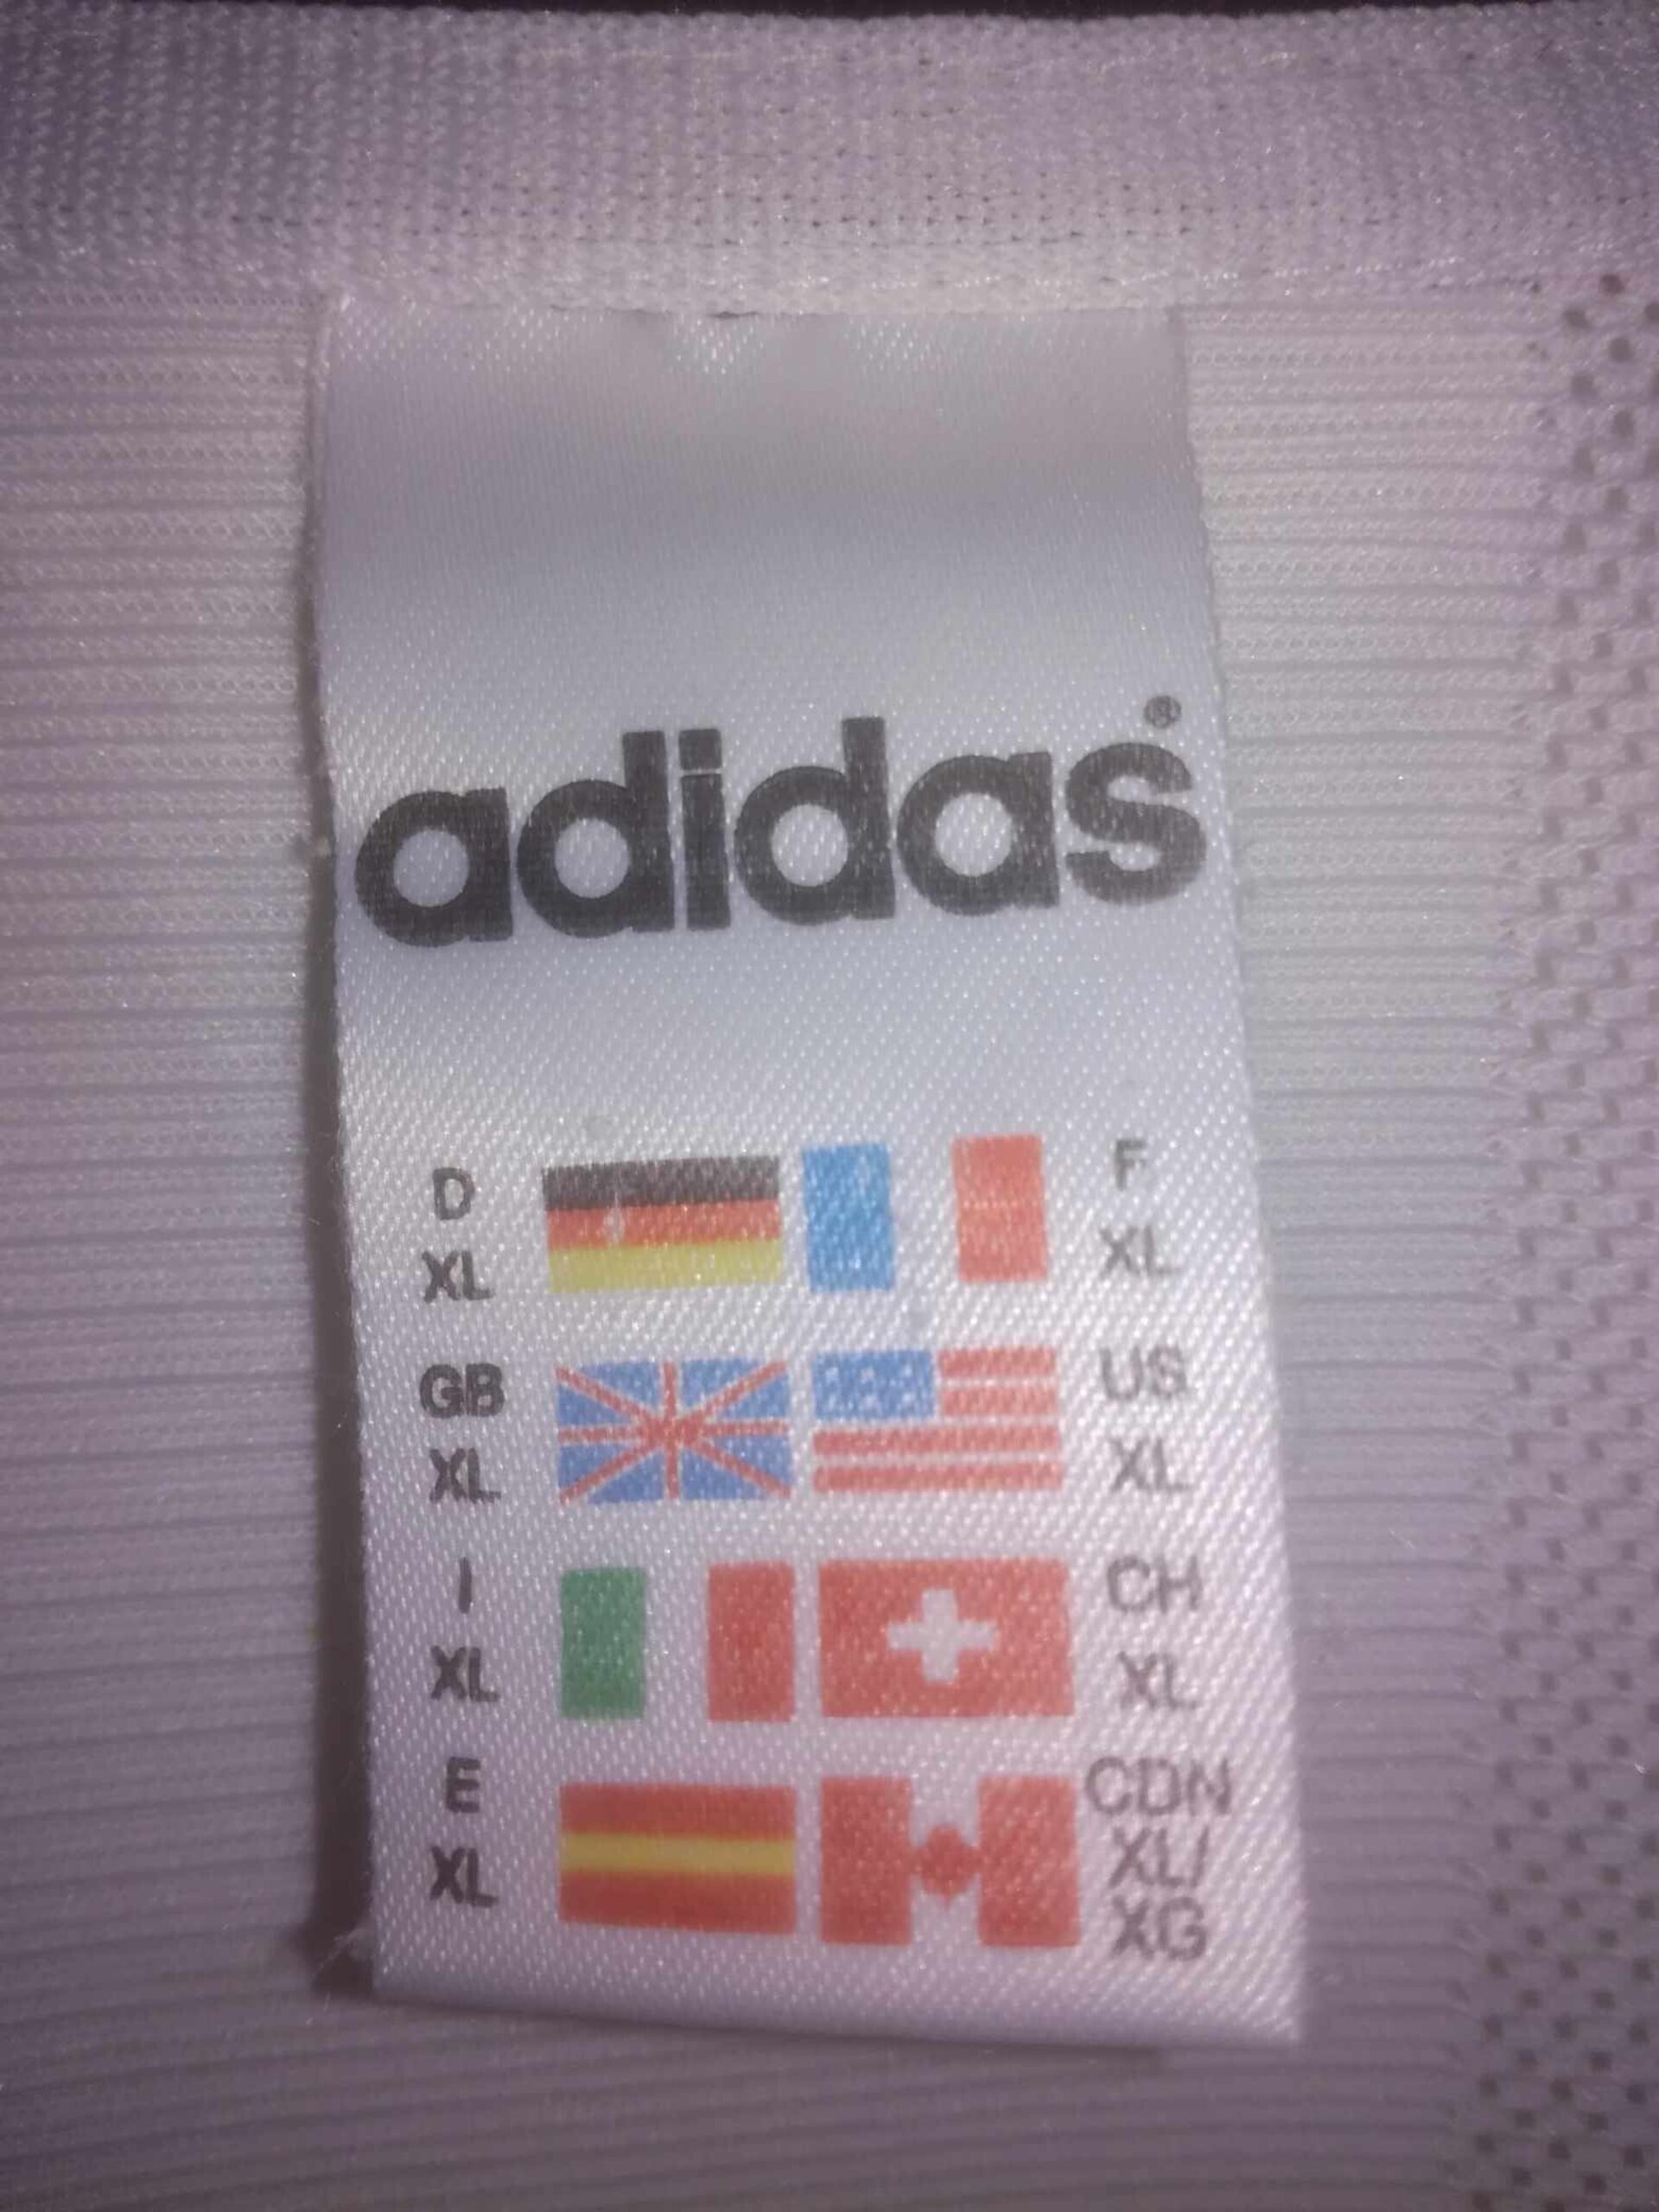 adidas®
D F
XL XL
GB US
XL XL
I CH
XL XL
E CDN
XL XL/
XG